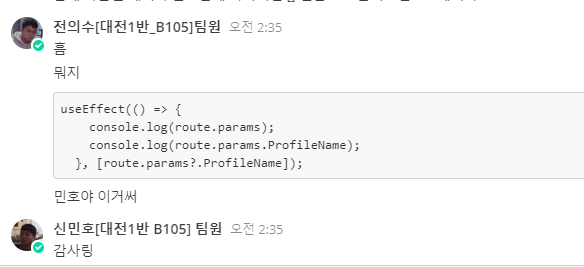 전의수[대전1반_B105]팀원 오전 2:35
흠
뭐지
useEffect(() => {
    console.log(route.params);
    console.log(route.params.ProfileName);
  }, [route.params?.ProfileName]);
민호야 이거써
신민호[대전1반 B105] 팀원 오전 2:35
감사링